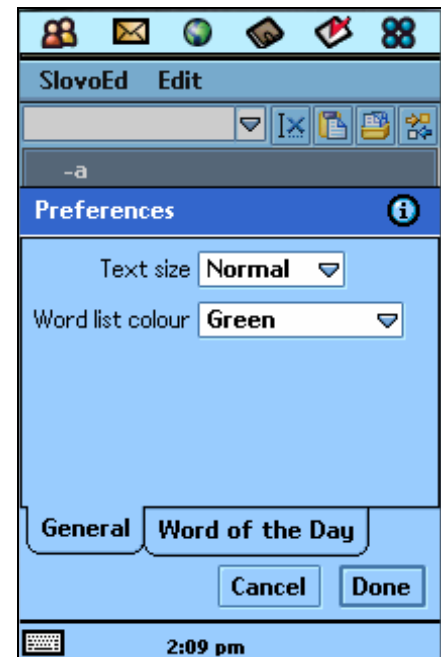 SlovoEd Edit
-a
Preferences
Text size Normal
Word list colour Green
General Word of the Day
Cancel Done
2:09 pm